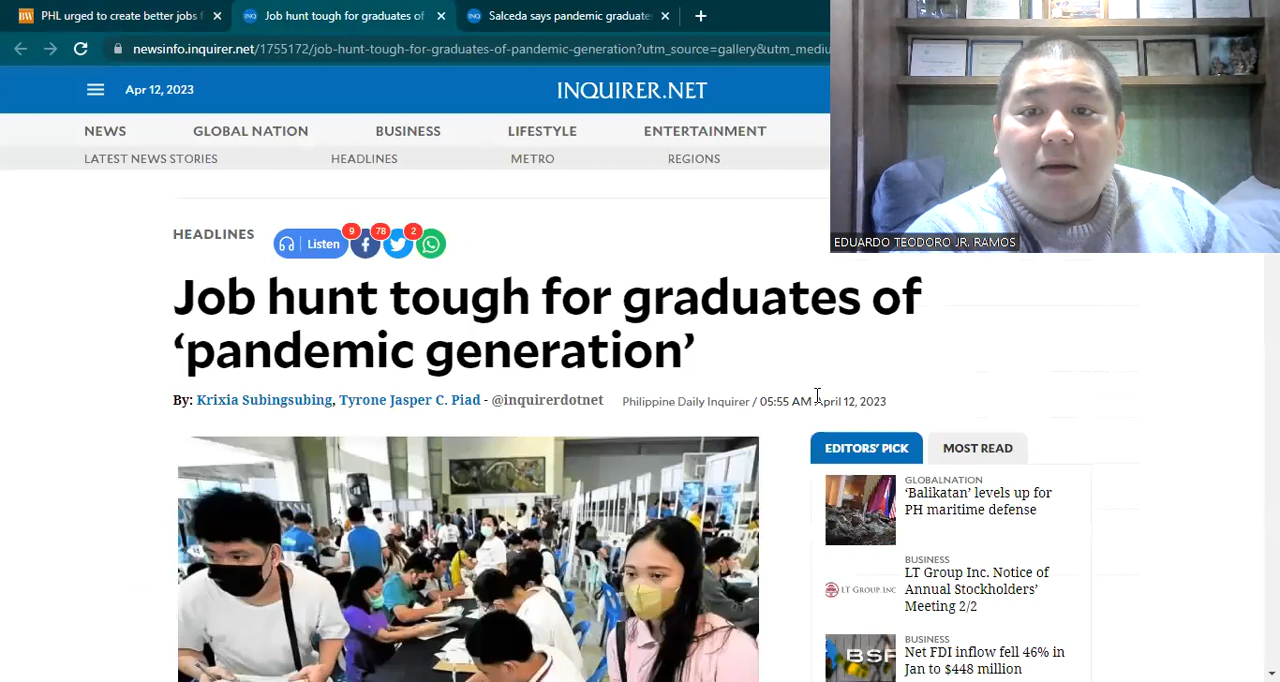 PHL urged to create better jobs f
Job hunt tough for graduates of
Salceda says pandemic graduate
newsinfo.inquirer.net/1755172/job-hunt-tough-for-graduates-of-pandemic-generation?utm_source=gallery&utm_mediu
Apr 12, 2023
INQUIRER.NET
NEWS GLOBAL NATION BUSINESS LIFESTYLE ENTERTAINMENT
LATEST NEWS STORIES HEADLINES METRO REGIONS
EDUARDO TEODORO JR. RAMOS
HEADLINES
Listen 9 78 2
Job hunt tough for graduates of
‘pandemic generation’
By: Krixia Subingsubing, Tyrone Jasper C. Piad - @inquirerdotnet
Philippine Daily Inquirer / 05:55 AM April 12, 2023
EDITORS' PICK MOST READ
GLOBALNATION
‘Balikatan’ levels up for
PH maritime defense
BUSINESS
LT GROUP, INC.
LT Group Inc. Notice of
Annual Stockholders’
Meeting 2/2
BUSINESS
BSP
Net FDI inflow fell 46% in
Jan to $448 million